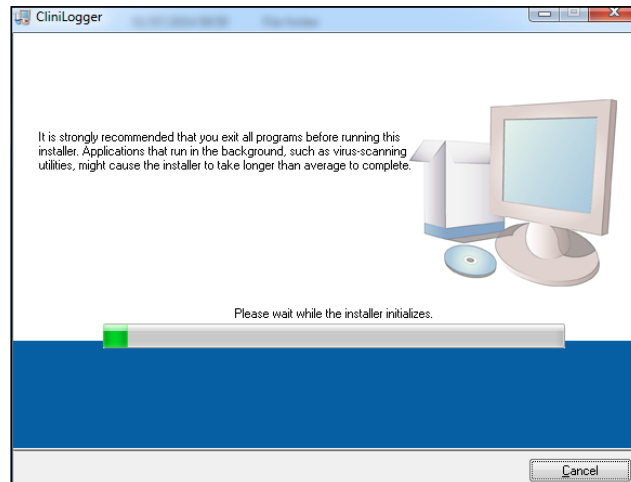 CliniLogger
It is strongly recommended that you exit all programs before running this
installer. Applications that run in the background, such as virus-scanning
utilities, might cause the installer to take longer than average to complete.
Please wait while the installer initializes.
Cancel